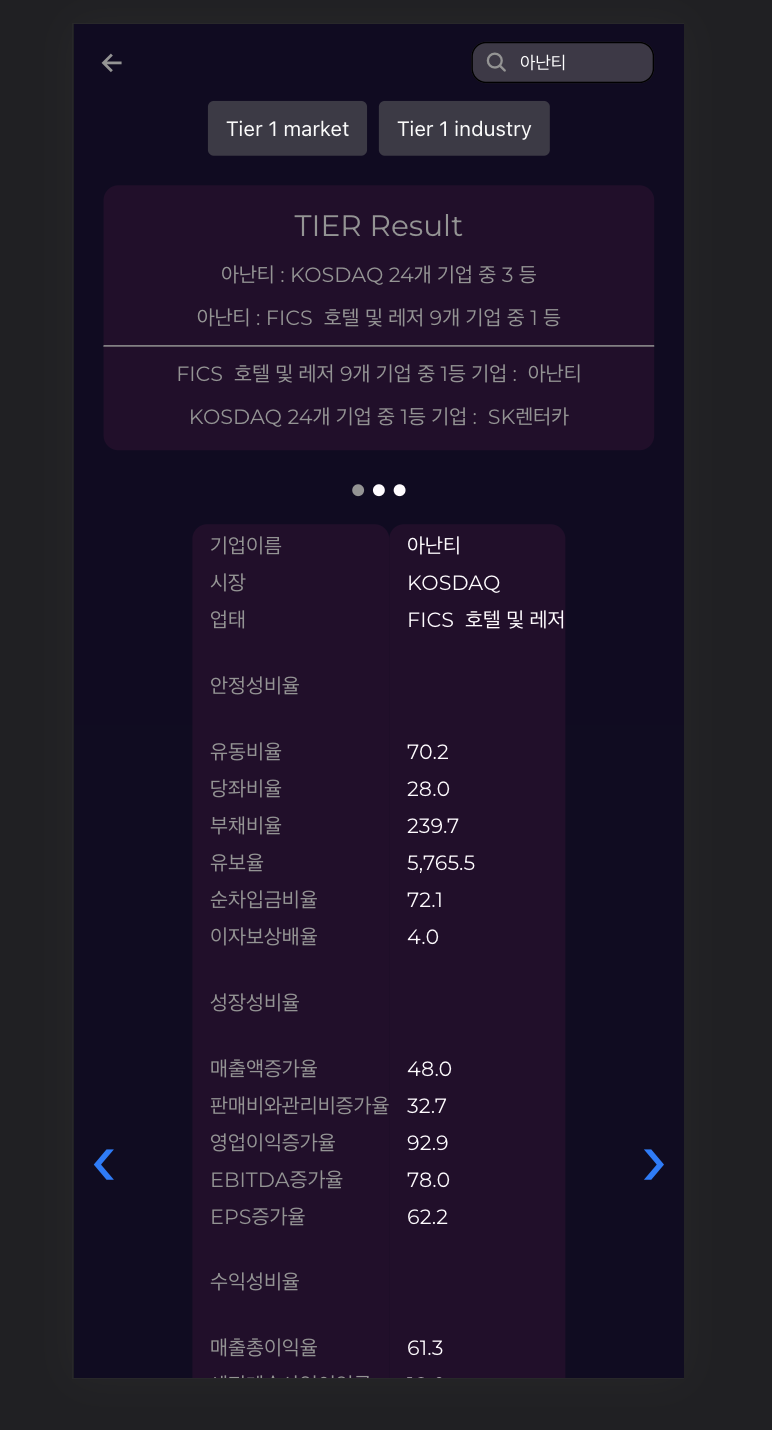 아난티
Tier 1 market Tier 1 industry
TIER Result
아난티 : KOSDAQ 24개 기업 중 3 등
아난티 : FICS 호텔 및 레저 9개 기업 중 1 등
FICS 호텔 및 레저 9개 기업 중 1등 기업 : 아난티
KOSDAQ 24개 기업 중 1등 기업 : SK렌터카
기업이름 아난티
시장 KOSDAQ
업태 FICS 호텔 및 레저
안정성비율
유동비율 70.2
당좌비율 28.0
부채비율 239.7
유보율 5,765.5
순차입금비율 72.1
이자보상배율 4.0
성장성비율
매출액증가율 48.0
판매비와관리비증가율 32.7
영업이익증가율 92.9
EBITDA증가율 78.0
EPS증가율 62.2
수익성비율
매출총이익율 61.3